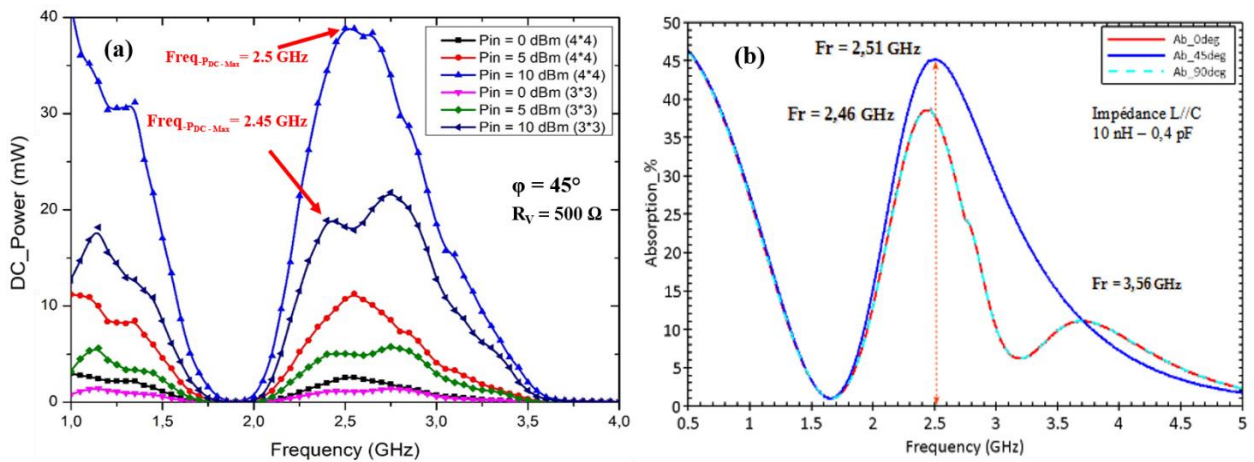 (a)
Freq-PDC - Max = 2.5 GHz
Freq-PDC - Max = 2.45 GHz
Pin = 0 dBm (4*4)
Pin = 5 dBm (4*4)
Pin = 10 dBm (4*4)
Pin = 0 dBm (3*3)
Pin = 5 dBm (3*3)
Pin = 10 dBm (3*3)
φ = 45°
RV = 500 Ω
DC_Power (mW)
40
30
20
10
0
1,0
1,5
2,0
2,5
3,0
3,5
4,0
Frequency (GHz)
(b)
Fr = 2,51 GHz
Fr = 2,46 GHz
Ab_0deg
Ab_45deg
Ab_90deg
Impédance L//C
10 nH – 0,4 pF
Fr = 3,56 GHz
Absorption_%
50
45
40
35
30
25
20
15
10
5
0
0.5
1
1.5
2
2.5
3
3.5
4
4.5
5
Frequency (GHz)